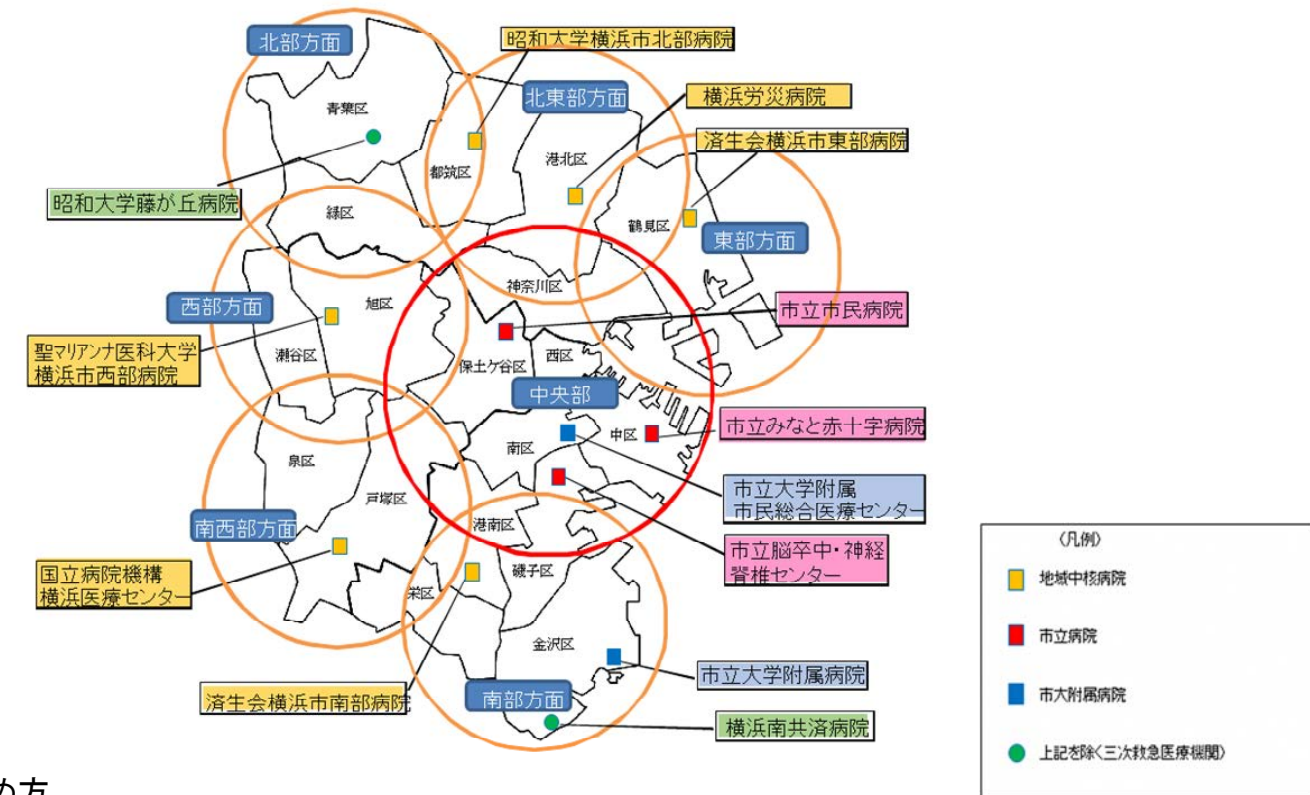 北部方面
昭和大学横浜市北部病院
北東部方面
横浜労災病院
青葉区
済生会横浜市東部病院
港北区
都筑区
昭和大学藤が丘病院
緑区
鶴見区
東部方面
神奈川区
西部方面
旭区
市立市民病院
聖マリアンナ医科大学
横浜市西部病院
瀬谷区
西区
保土ケ谷区
中央部
市立みなと赤十字病院
中区
南区
泉区
戸塚区
市立大学附属
市民総合医療センター
南西部方面
港南区
市立脳卒中・神経
脊椎センター
国立病院機構
横浜医療センター
磯子区
栄区
金沢区
市立大学附属病院
済生会横浜市南部病院
南部方面
横浜南共済病院
〈凡例〉
地域中核病院
市立病院
市大附属病院
上記を除く三次救急医療機関〉
め方